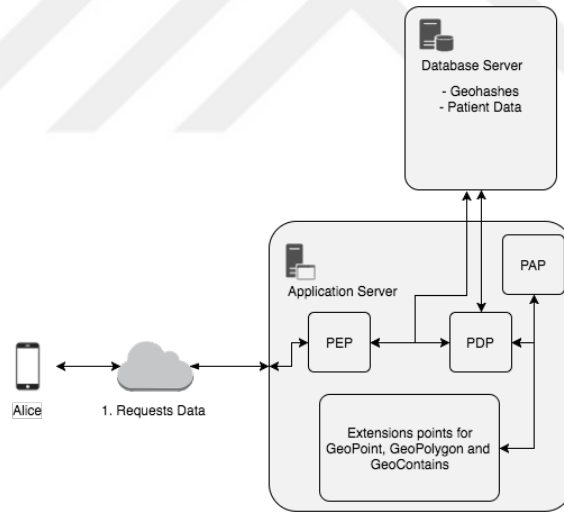 Database Server
- Geohashes
- Patient Data
Application Server
PAP
PEP
PDP
Alice
1. Requests Data
Extensions points for
GeoPoint, GeoPolygon and
GeoContains